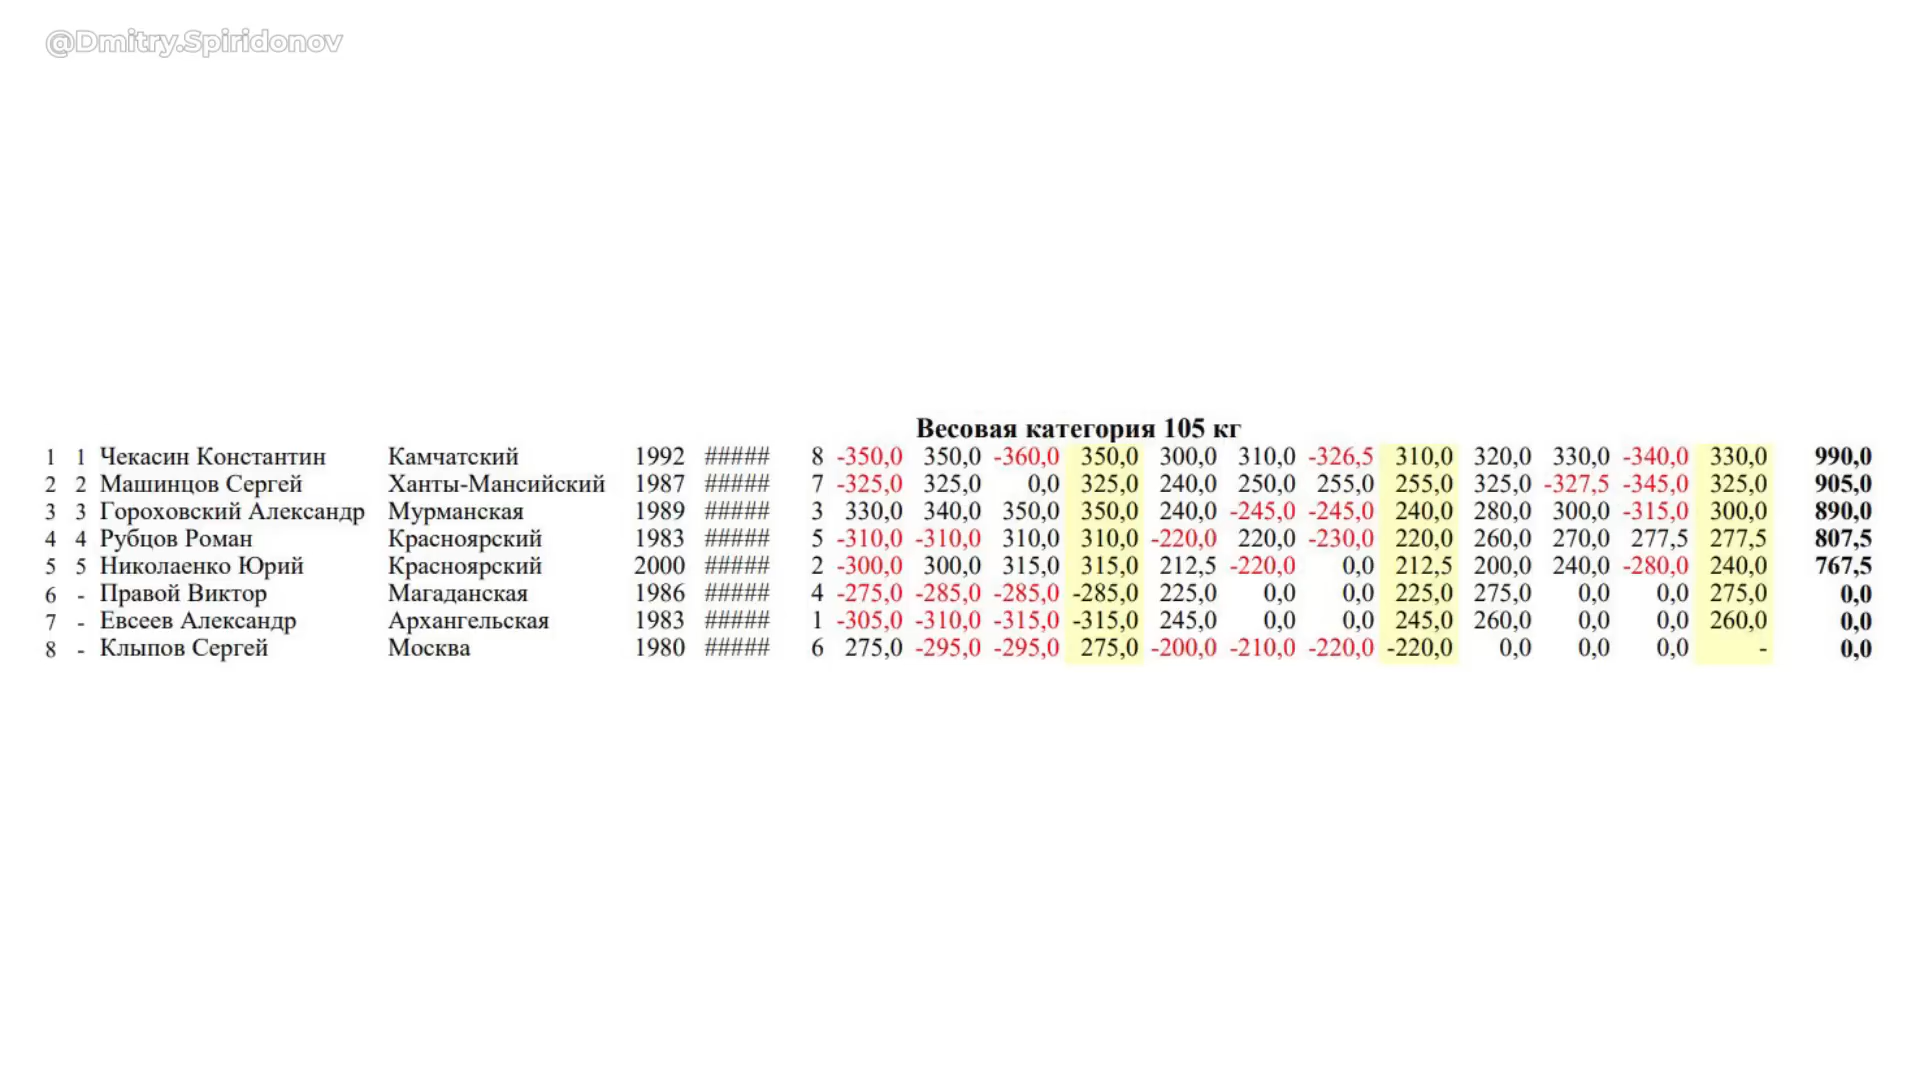 @Dmitry.Spiridonov
Весовая категория 105 кг
1 1 Чекасин Константин Камчатский 1992 ##### 8 -350,0 350,0 -360,0 350,0 300,0 310,0 -326,5 310,0 320,0 330,0 -340,0 330,0 990,0
2 2 Машинцов Сергей Ханты-Мансийский 1987 ##### 7 -325,0 325,0 0,0 325,0 240,0 250,0 255,0 255,0 325,0 -327,5 -345,0 325,0 905,0
3 3 Гороховский Александр Мурманская 1989 ##### 3 330,0 340,0 350,0 350,0 240,0 -245,0 -245,0 240,0 280,0 300,0 -315,0 300,0 890,0
4 4 Рубцов Роман Красноярский 1983 ##### 5 -310,0 -310,0 310,0 310,0 -220,0 220,0 -230,0 220,0 260,0 270,0 277,5 277,5 807,5
5 5 Николаенко Юрий Красноярский 2000 ##### 2 -300,0 300,0 315,0 315,0 212,5 -220,0 0,0 212,5 200,0 240,0 -280,0 240,0 767,5
6 - Правой Виктор Магаданская 1986 ##### 4 -275,0 -285,0 -285,0 -285,0 225,0 0,0 0,0 225,0 275,0 0,0 0,0 275,0 0,0
7 - Евсеев Александр Архангельская 1983 ##### 1 -305,0 -310,0 -315,0 -315,0 245,0 0,0 0,0 245,0 260,0 0,0 0,0 260,0 0,0
8 - Клыпов Сергей Москва 1980 ##### 6 275,0 -295,0 -295,0 275,0 -200,0 -210,0 -220,0 -220,0 0,0 0,0 0,0 - 0,0